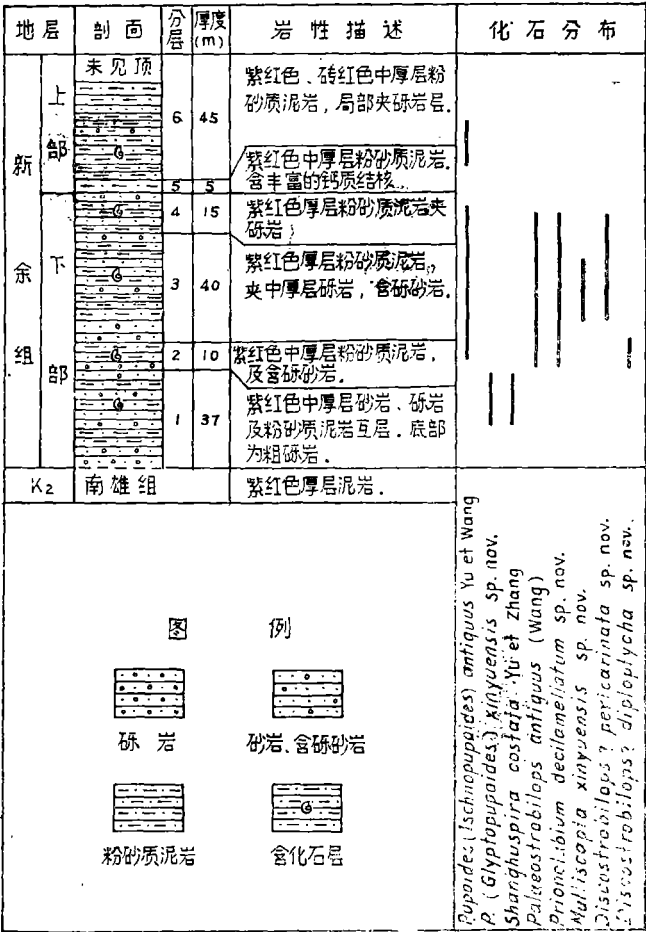 地层 剖面 分层 厚度(m) 岩性描述 化石分布
新余组
上部
下部
未见顶
6 45 紫红色、砖红色中厚层粉
砂质泥岩，局部夹砾岩层.
5 5 紫红色中厚层粉砂质泥岩.
含丰富的钙质结核...
4 15 紫红色厚层粉砂质泥岩夹
砾岩;
3 40 紫红色厚层粉砂质泥岩,
夹中厚层砾岩，含砾砂岩.
2 10 紫红色中厚层粉砂质泥岩,
及含砾砂岩.
1 37 紫红色中厚层砂岩、砾岩
及粉砂质泥岩互层.底部
为粗砾岩.
K2 南雄组 紫红色厚层泥岩.
Pupoides (Ischnopupoides) antiquus Yu et Wang
P. (Glyptopupoides) xinyuensis sp. nov.
Shanghuspira costata Yu et Zhang
Palaeostrobilops antiquus (Wang)
Prionclubium decilamellatum sp. nov.
xinyuensis sp. nov.
Discostrobilops? pericarinata sp. nov.
Discostrobilops? diploplycha sp. nov.
图 例
砾岩 砂岩、含砾砂岩
粉砂质泥岩 含化石层